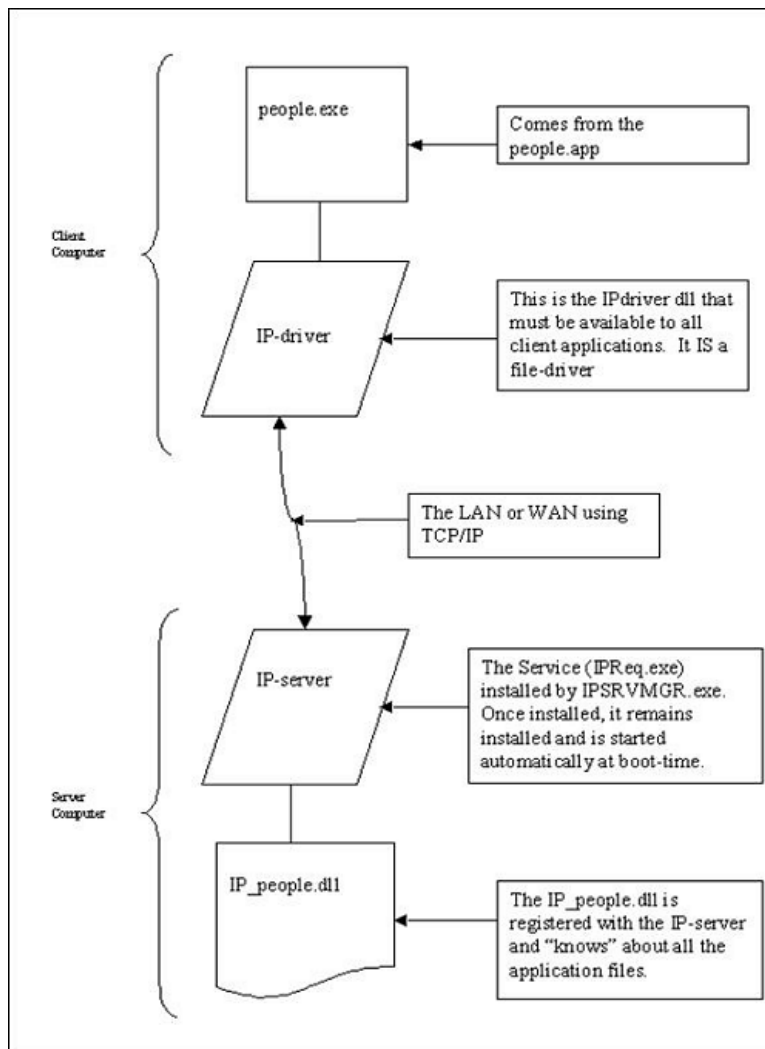 people.exe
Comes from the
people.app
Client
Computer
IP-driver
This is the IPdriver dll that
must be available to all
client applications.  It IS a
file-driver
The LAN or WAN using
TCP/IP
IP-server
The Service (IPReq.exe)
installed by IPSRVMGR.exe.
Once installed, it remains
installed and is started
automatically at boot-time.
Server
Computer
IP_people.dll
The IP_people.dll is
registered with the IP-server
and “knows” about all the
application files.